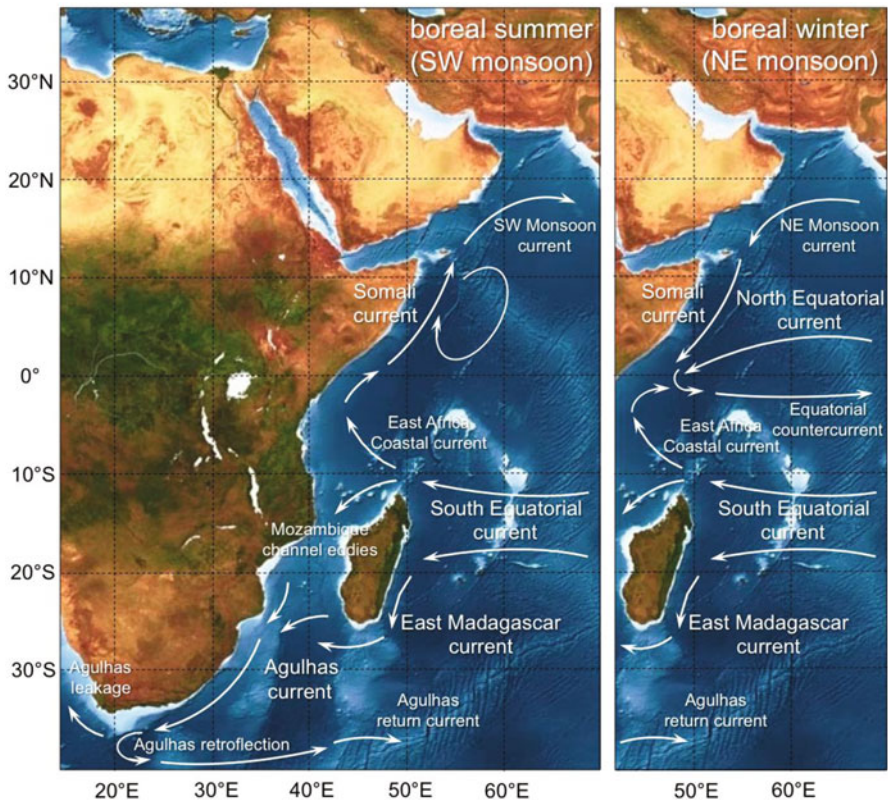 boreal summer
(SW monsoon)
boreal winter
(NE monsoon)
30°N
20°N
10°N
0°
10°S
20°S
30°S
SW Monsoon
current
Somali
current
East Africa
Coastal current
South Equatorial
current
Mozambique
channel eddies
East Madagascar
current
Agulhas
current
Agulhas
leakage
Agulhas
return current
Agulhas retroflection
NE Monsoon
current
Somali
current
North Equatorial
current
Equatorial
countercurrent
East Africa
Coastal current
South Equatorial
current
East Madagascar
current
Agulhas
return current
20°E
30°E
40°E
50°E
60°E
50°E
60°E